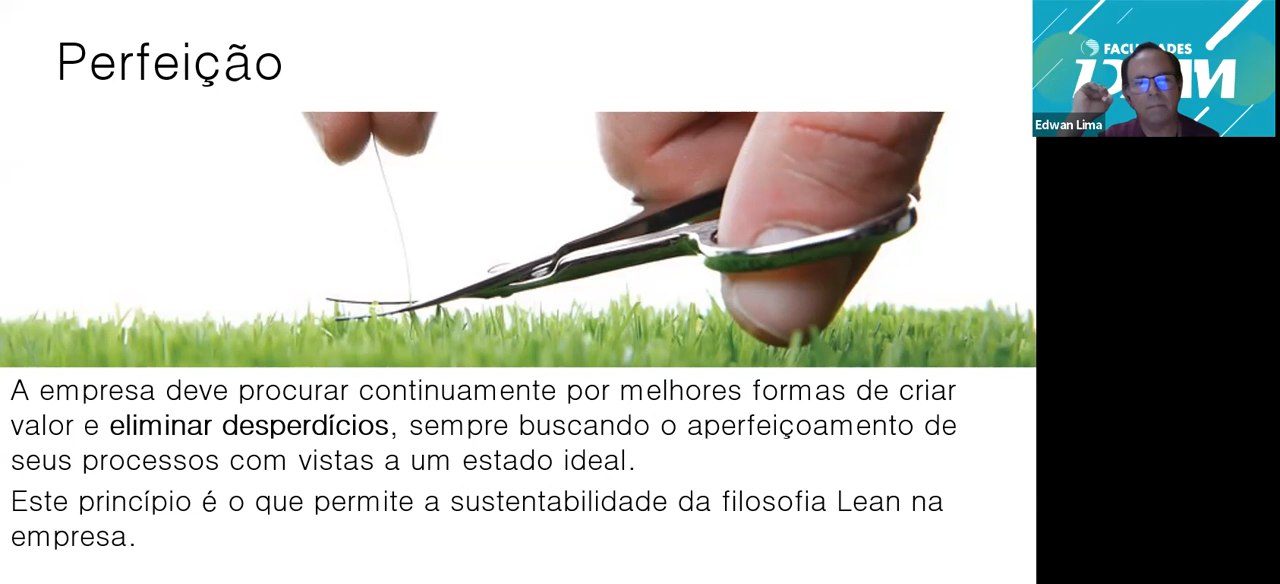 Perfeição
FACULDADES
Edwan Lima
A empresa deve procurar continuamente por melhores formas de criar
valor e eliminar desperdícios, sempre buscando o aperfeiçoamento de
seus processos com vistas a um estado ideal.
Este princípio é o que permite a sustentabilidade da filosofia Lean na
empresa.